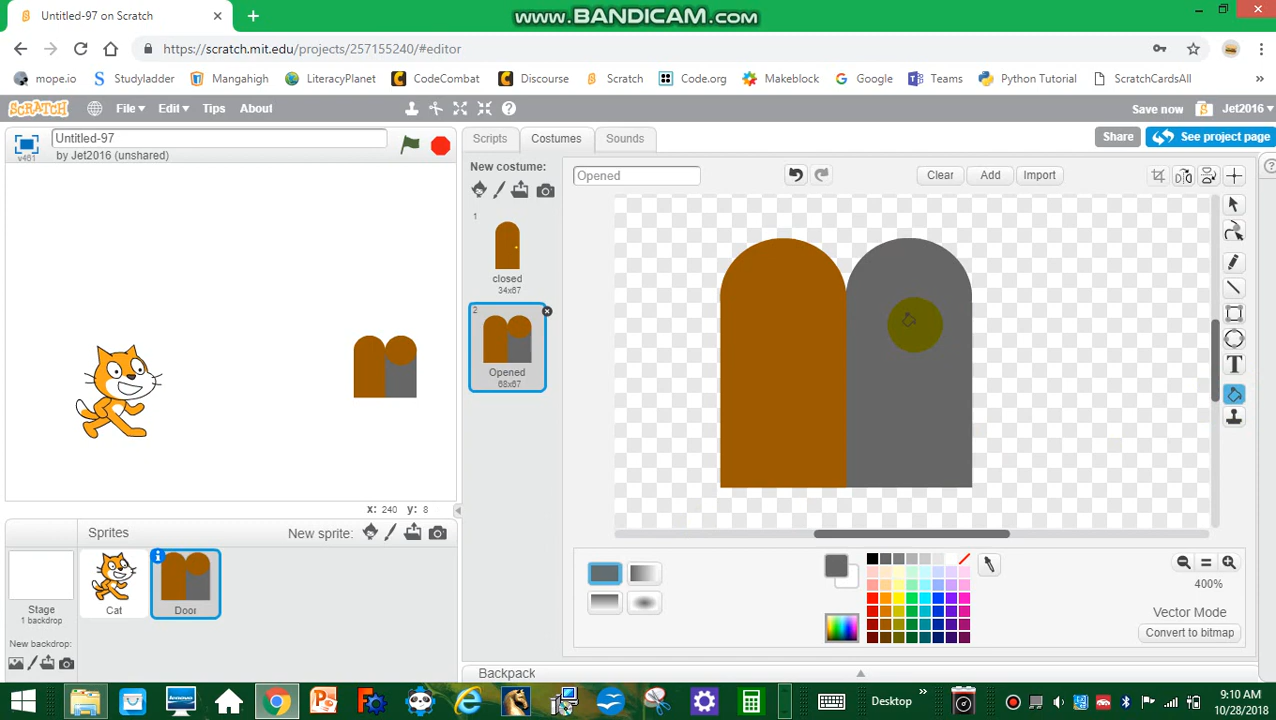 www.BANDICAM.com
Untitled-97 on Scratch
https://scratch.mit.edu/projects/257155240/#editor
mope.io Studyladder Mangahigh LiteracyPlanet CodeCombat Discourse Scratch Code.org Makeblock Google Teams Python Tutorial ScratchCardsAll »
SCRATCH File Edit Tips About Save now Jet2016
Untitled-97
v461 by Jet2016 (unshared)
Scripts Costumes Sounds Share See project page
New costume:
Opened Clear Add Import
1
closed
34x67
2
Opened
68x67
x: 240 y: 8
Sprites New sprite:
Stage
1 backdrop
New backdrop:
Cat
Door
400%
Vector Mode
Convert to bitmap
Backpack
Desktop »
9:10 AM
10/28/2018